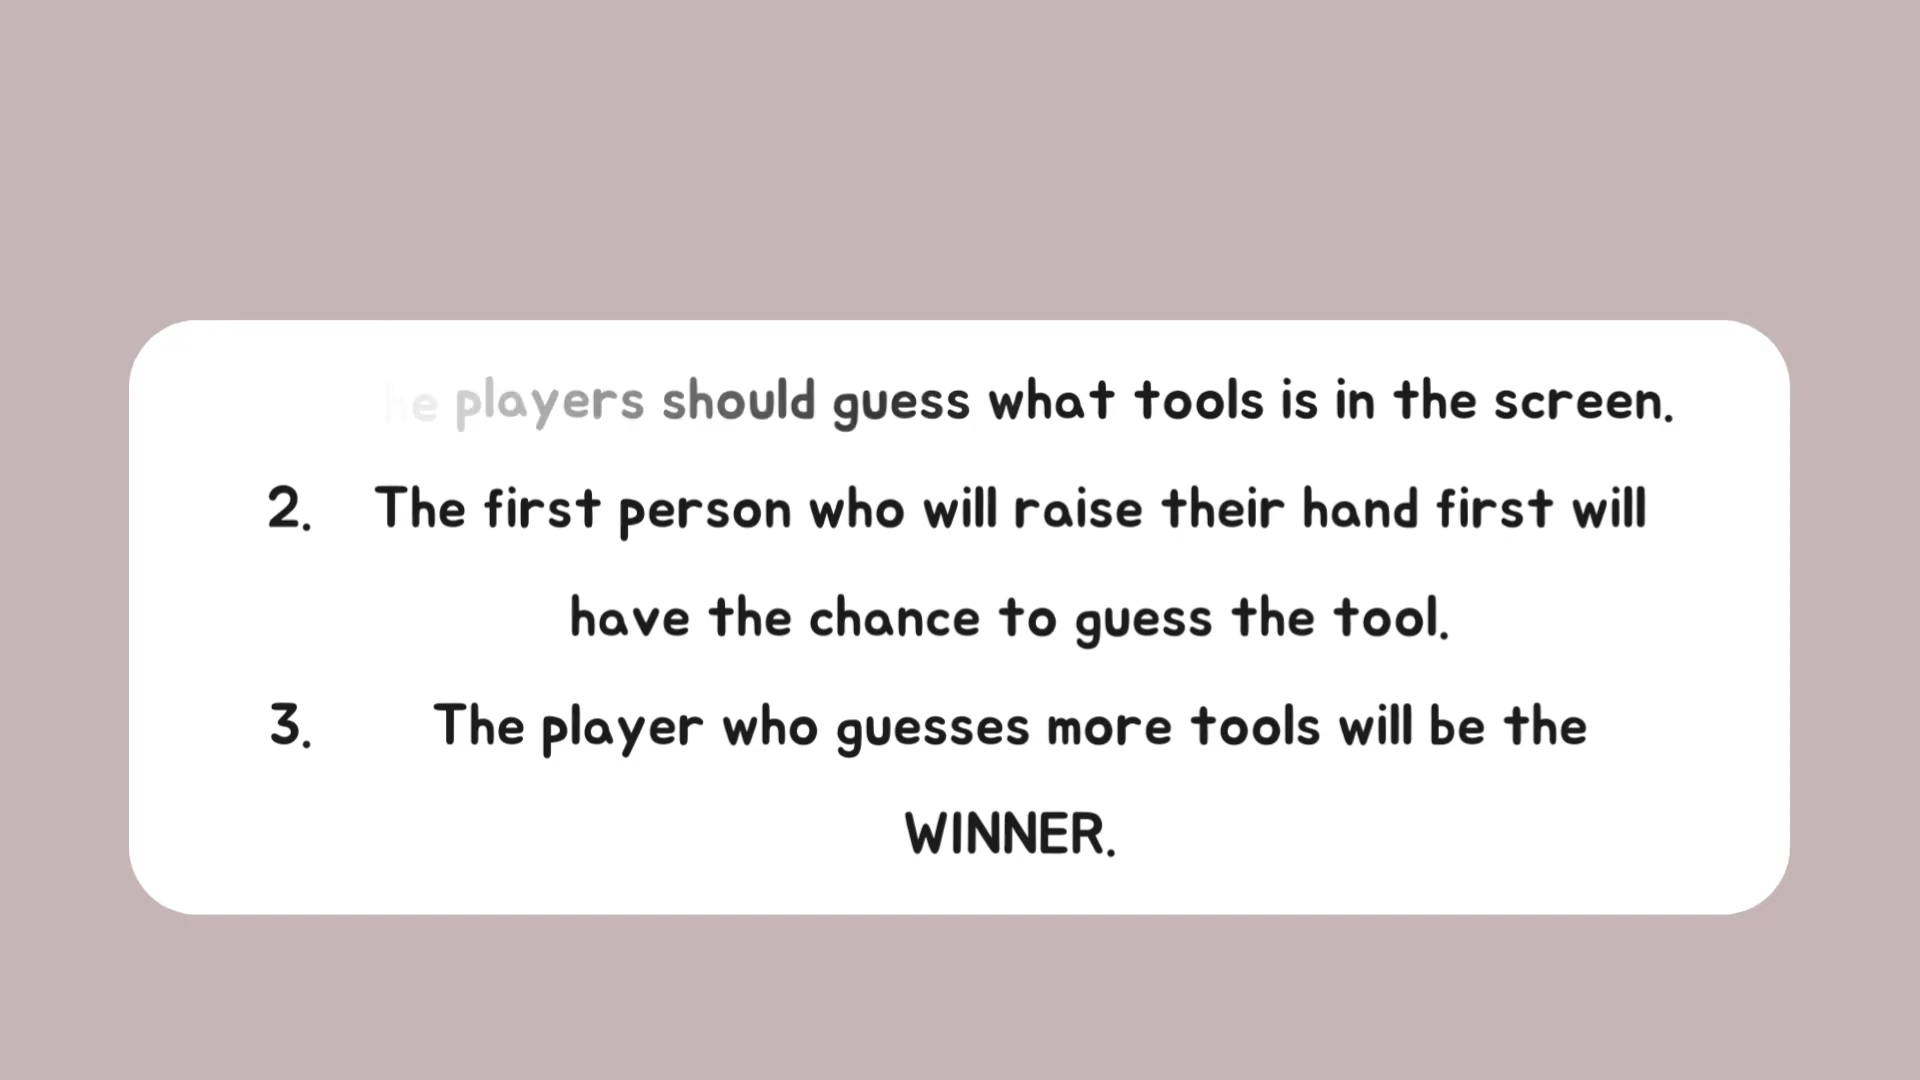 he players should guess what tools is in the screen.
2. The first person who will raise their hand first will
have the chance to guess the tool.
3. The player who guesses more tools will be the
WINNER.